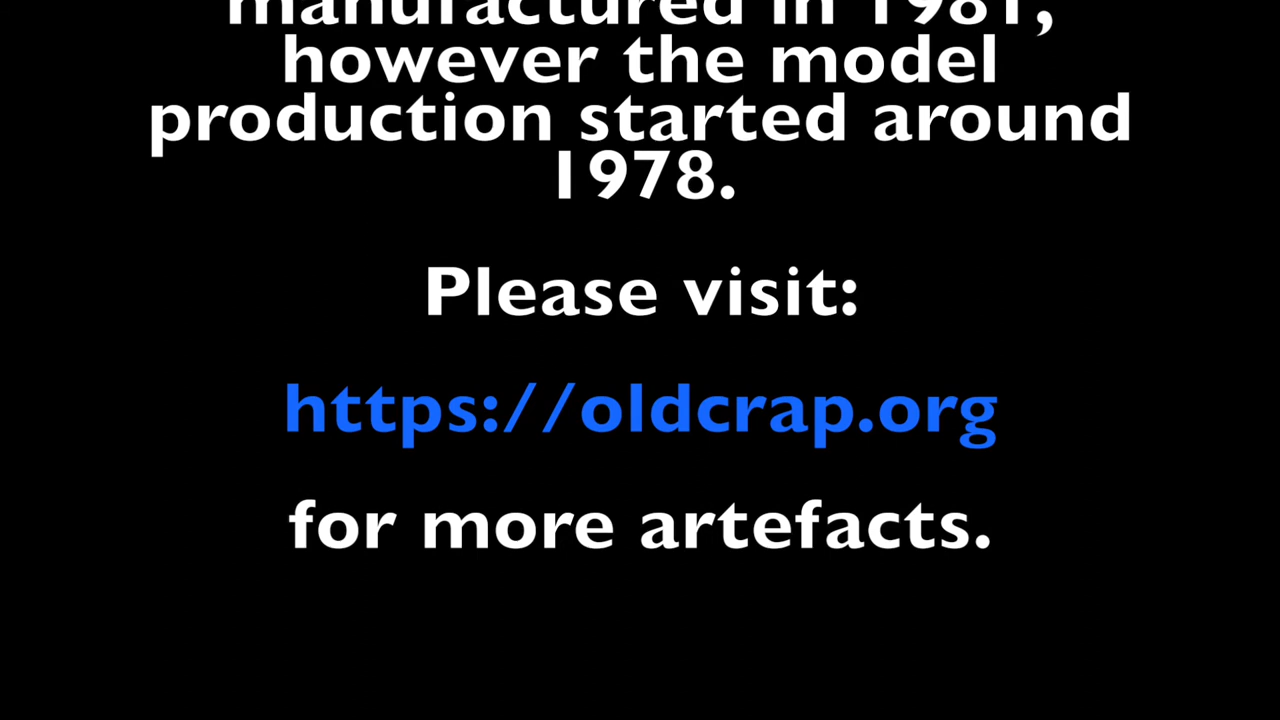 manufactured in 1981,
however the model
production started around
1978.
Please visit:
https://oldcrap.org
for more artefacts.